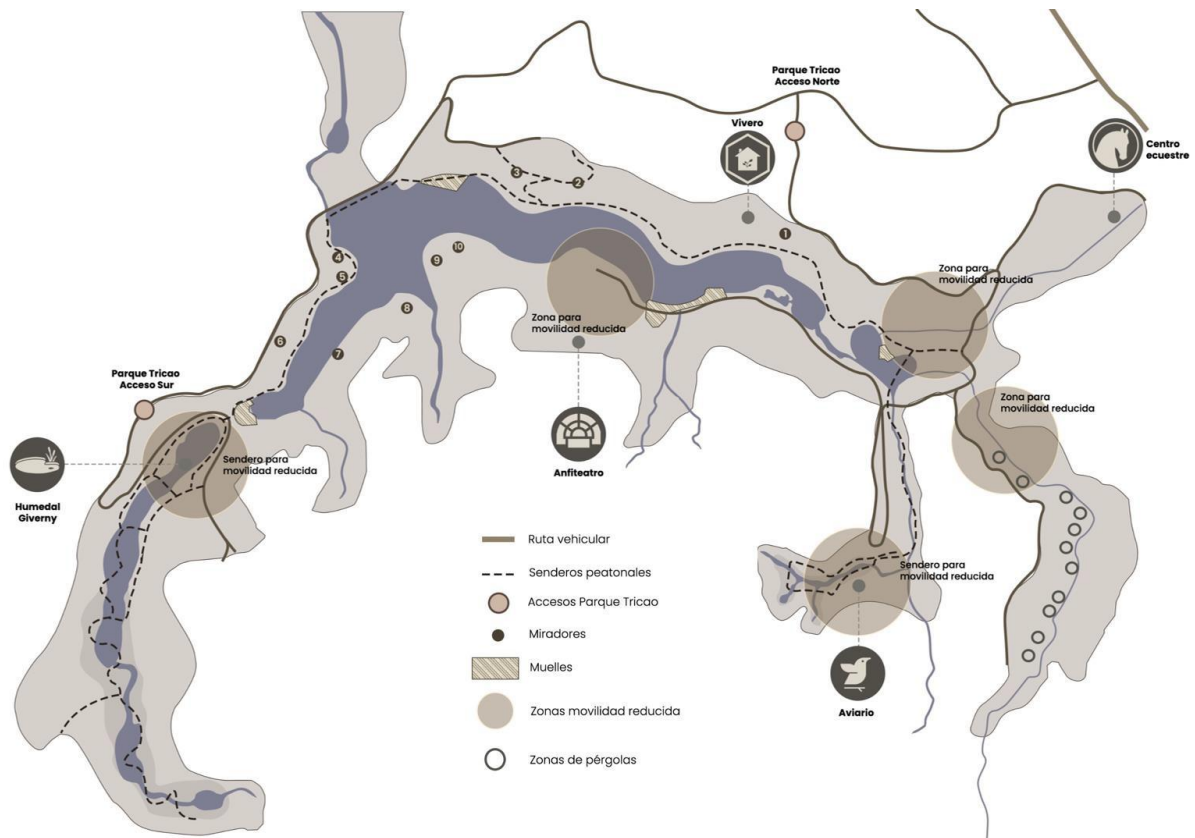 Parque Tricao
Acceso Norte
Vivero
Centro
ecuestre
3
2
1
10
4
9
5
Zona para
movilidad reducida
8
Zona para
movilidad reducida
6
7
Parque Tricao
Acceso Sur
Zona para
movilidad reducida
Sendero para
movilidad reducida
Anfiteatro
Humedal
Giverny
Ruta vehicular
Senderos peatonales
Sendero para
movilidad reducida
Accesos Parque Tricao
Miradores
Muelles
Zonas movilidad reducida
Aviario
Zonas de pérgolas